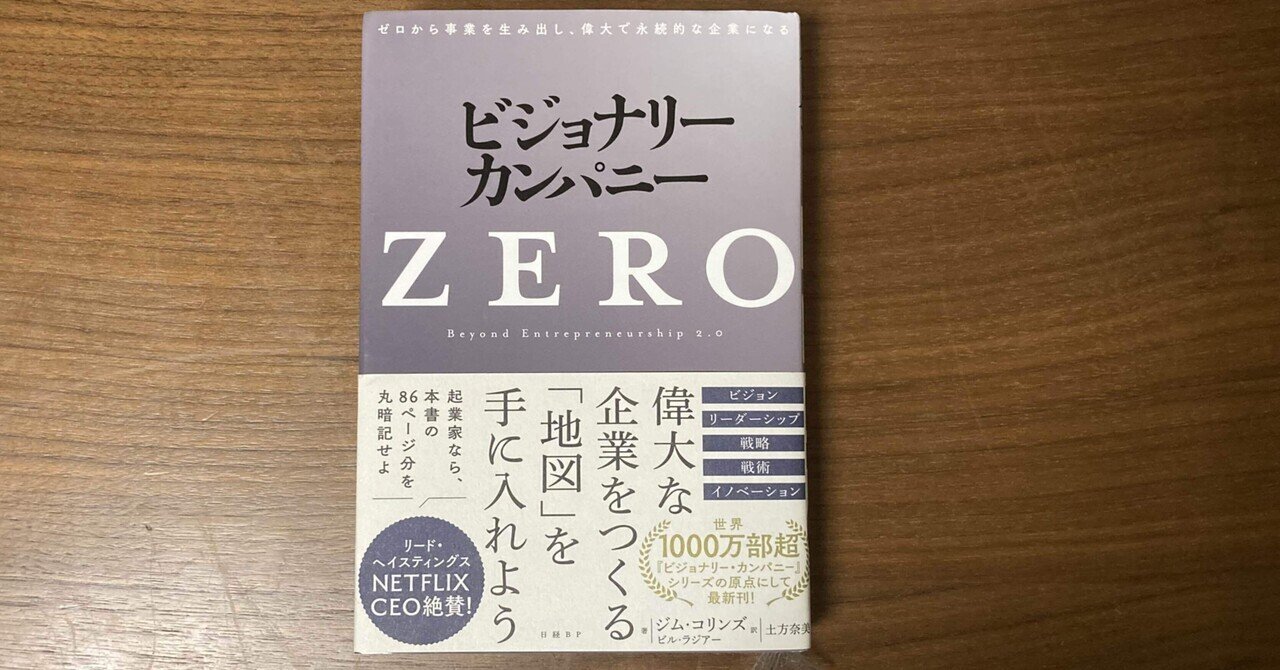 ゼロから事業を生み出し、偉大で永続的な企業になる
ビジョナリー
カンパニー
ZERO
Beyond Entrepreneurship 2.0
ビジョン
リーダーシップ
戦略
戦術
イノベーション
偉大な
企業をつくる
「地図」を
手に入れよう
起業家なら、
本書の
86ページ分を
丸暗記せよ
リード・
ヘイスティングス
NETFLIX
CEO絶賛!
世界
1000万部超
『ビジョナリー・カンパニー』
シリーズの原点にして
最新刊!
日経BP
著 ジム・コリンズ 訳 土方奈美
ビル・ラジアー